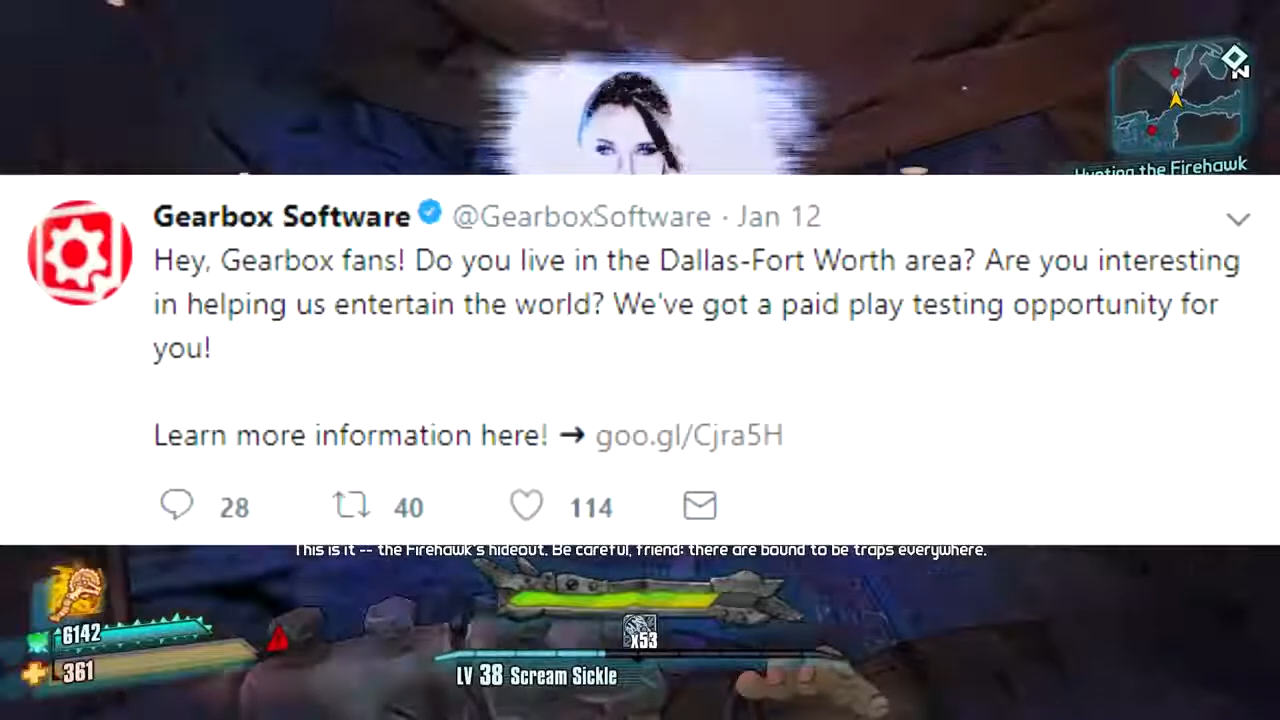 N
Hunting the Firehawk
Gearbox Software @GearboxSoftware · Jan 12
Hey, Gearbox fans! Do you live in the Dallas-Fort Worth area? Are you interesting
in helping us entertain the world? We've got a paid play testing opportunity for
you!
Learn more information here! → goo.gl/Cjra5H
28 40 114
This is it -- the Firehawk's hideout. Be careful, friend: there are bound to be traps everywhere.
6142
x53
361
LV 38 Scream Sickle